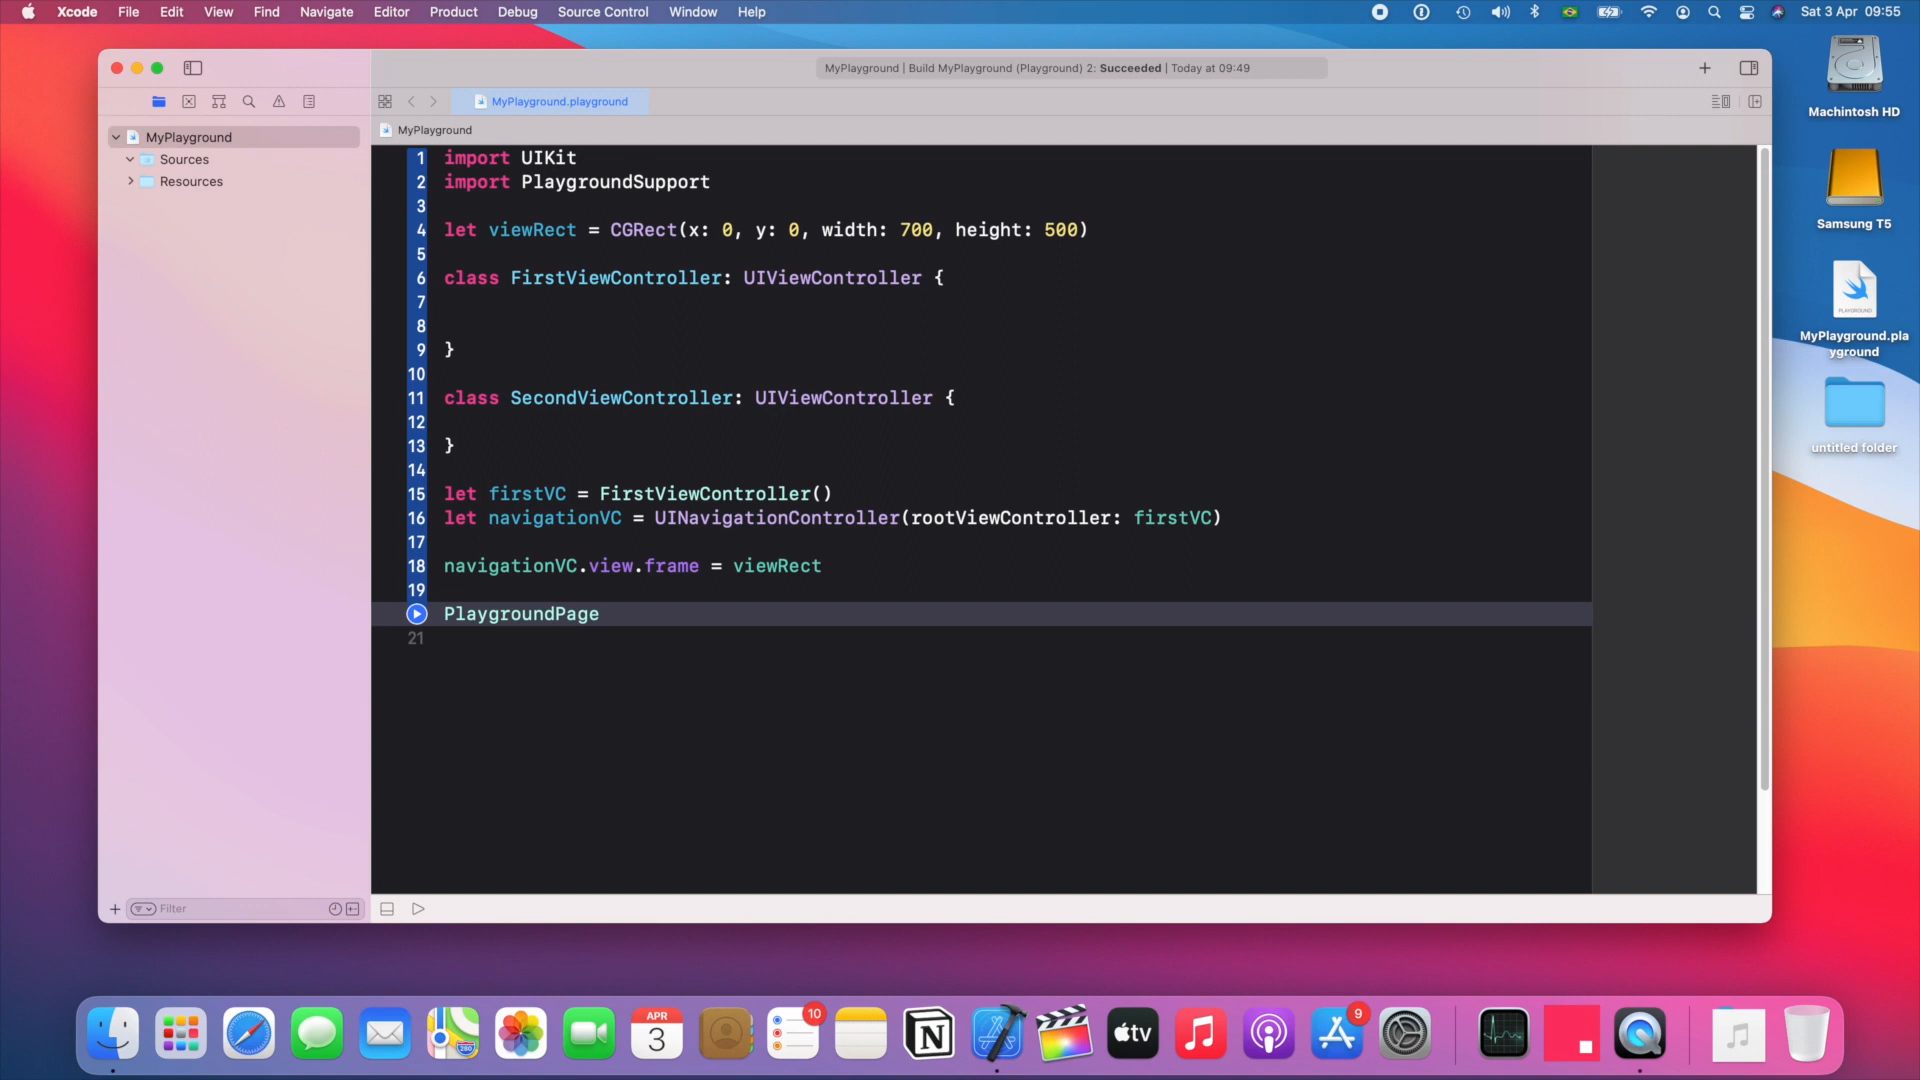 Xcode File Edit View Find Navigate Editor Product Debug Source Control Window Help Sat 3 Apr 09:55
MyPlayground | Build MyPlayground (Playground) 2: Succeeded | Today at 09:49
MyPlayground.playground
MyPlayground
MyPlayground
Sources
Resources
1 import UIKit
2 import PlaygroundSupport
3
4 let viewRect = CGRect(x: 0, y: 0, width: 700, height: 500)
5
6 class FirstViewController: UIViewController {
7
8
9 }
10
11 class SecondViewController: UIViewController {
12
13 }
14
15 let firstVC = FirstViewController()
16 let navigationVC = UINavigationController(rootViewController: firstVC)
17
18 navigationVC.view.frame = viewRect
19
PlaygroundPage
21
Filter
Machintosh HD
Samsung T5
PLAYGROUND
MyPlayground.pla
yground
untitled folder
280
APR
3
10
N
tv
9